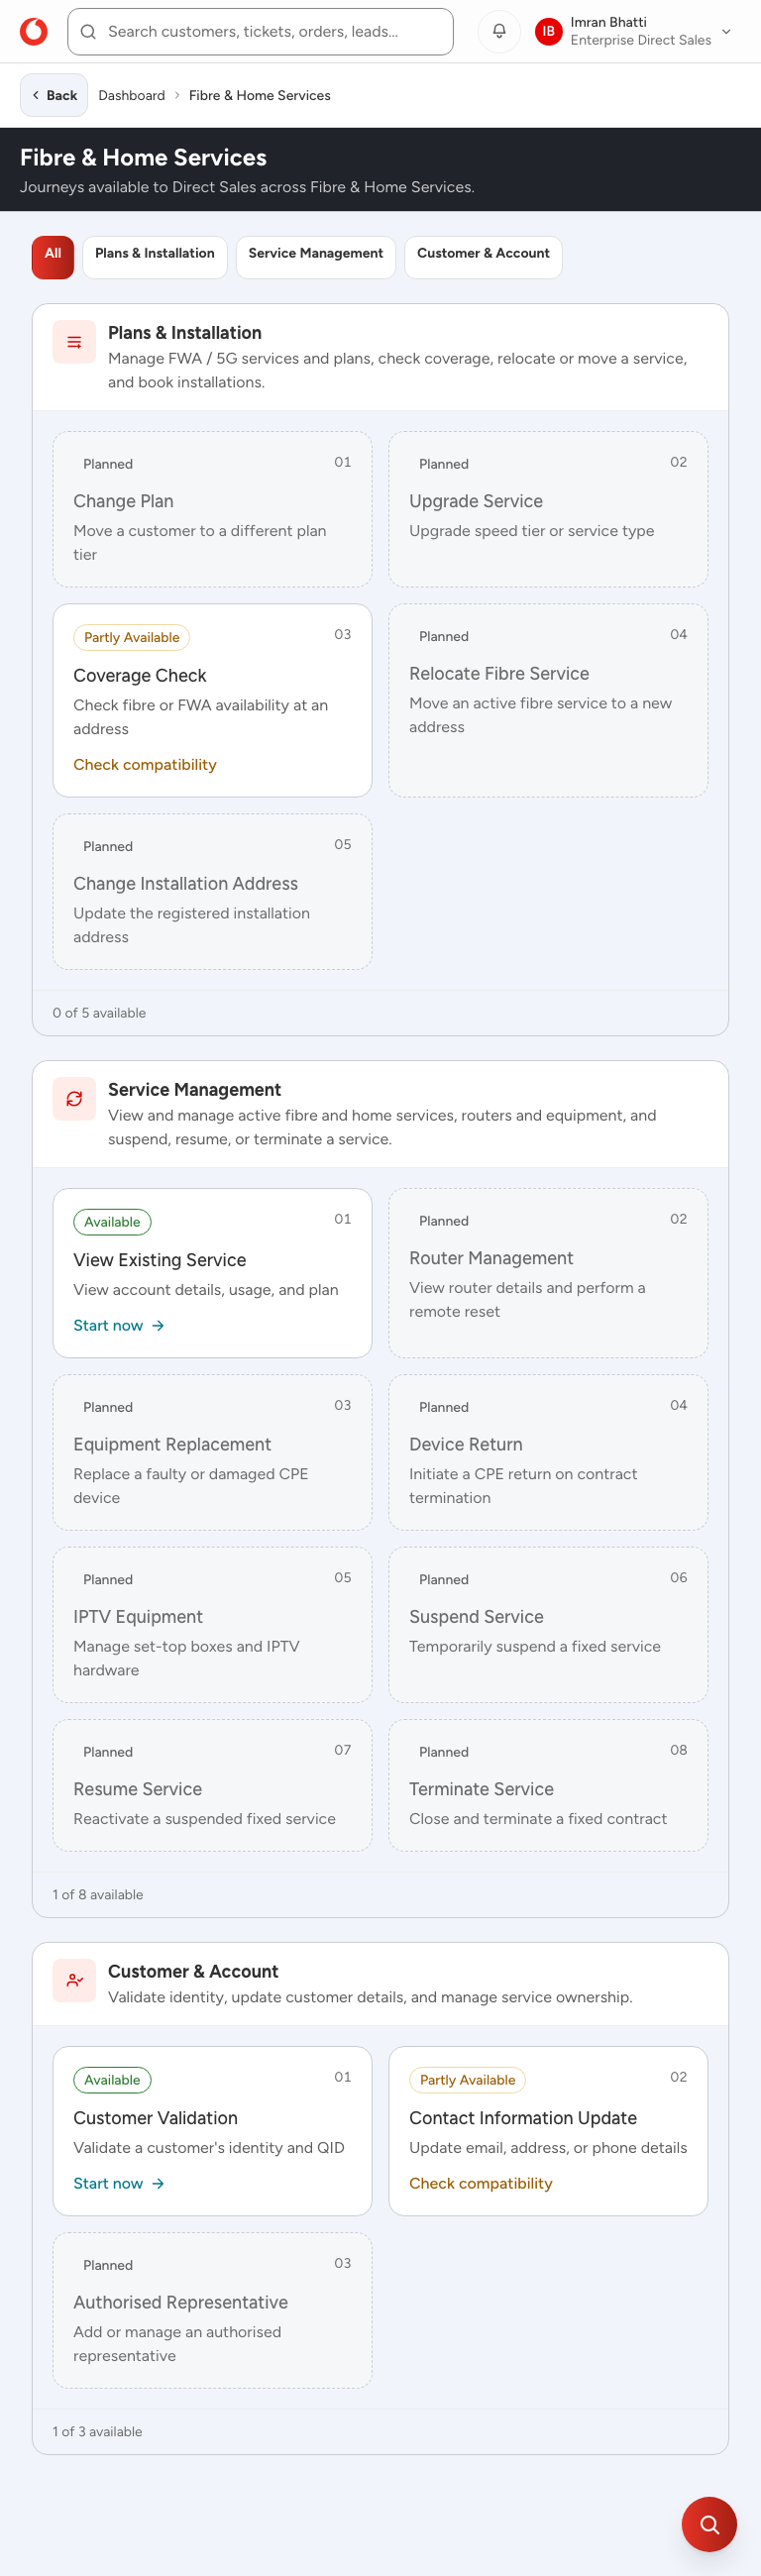 Search customers, tickets, orders, leads...
IB
Imran Bhatti
Enterprise Direct Sales
Back
Dashboard
Fibre & Home Services
Fibre & Home Services
Journeys available to Direct Sales across Fibre & Home Services.
All
Plans & Installation
Service Management
Customer & Account
Plans & Installation
Manage FWA / 5G services and plans, check coverage, relocate or move a service,
and book installations.
Planned
01
Change Plan
Move a customer to a different plan
tier
Planned
02
Upgrade Service
Upgrade speed tier or service type
Partly Available
03
Coverage Check
Check fibre or FWA availability at an
address
Check compatibility
Planned
04
Relocate Fibre Service
Move an active fibre service to a new
address
Planned
05
Change Installation Address
Update the registered installation
address
0 of 5 available
Service Management
View and manage active fibre and home services, routers and equipment, and
suspend, resume, or terminate a service.
Available
01
View Existing Service
View account details, usage, and plan
Start now
Planned
02
Router Management
View router details and perform a
remote reset
Planned
03
Equipment Replacement
Replace a faulty or damaged CPE
device
Planned
04
Device Return
Initiate a CPE return on contract
termination
Planned
05
IPTV Equipment
Manage set-top boxes and IPTV
hardware
Planned
06
Suspend Service
Temporarily suspend a fixed service
Planned
07
Resume Service
Reactivate a suspended fixed service
Planned
08
Terminate Service
Close and terminate a fixed contract
1 of 8 available
Customer & Account
Validate identity, update customer details, and manage service ownership.
Available
01
Customer Validation
Validate a customer's identity and QID
Start now
Partly Available
02
Contact Information Update
Update email, address, or phone details
Check compatibility
Planned
03
Authorised Representative
Add or manage an authorised
representative
1 of 3 available